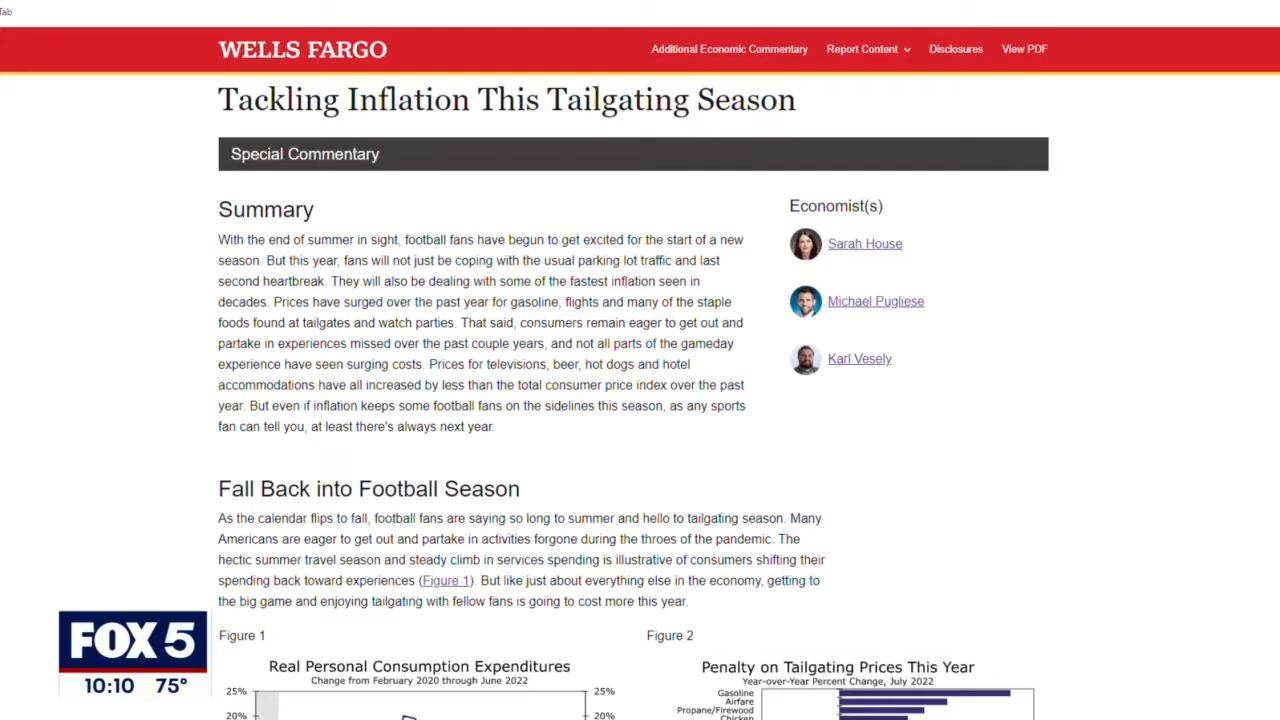 Tab
WELLS FARGO
Additional Economic Commentary
Report Content
Disclosures
View PDF
Tackling Inflation This Tailgating Season
Special Commentary
Summary
With the end of summer in sight, football fans have begun to get excited for the start of a new
season. But this year, fans will not just be coping with the usual parking lot traffic and last
second heartbreak. They will also be dealing with some of the fastest inflation seen in
decades. Prices have surged over the past year for gasoline, flights and many of the staple
foods found at tailgates and watch parties. That said, consumers remain eager to get out and
partake in experiences missed over the past couple years, and not all parts of the gameday
experience have seen surging costs. Prices for televisions, beer, hot dogs and hotel
accommodations have all increased by less than the total consumer price index over the past
year. But even if inflation keeps some football fans on the sidelines this season, as any sports
fan can tell you, at least there's always next year.
Economist(s)
Sarah House
Michael Pugliese
Karl Vesely
Fall Back into Football Season
As the calendar flips to fall, football fans are saying so long to summer and hello to tailgating season. Many
Americans are eager to get out and partake in activities forgone during the throes of the pandemic. The
hectic summer travel season and steady climb in services spending is illustrative of consumers shifting their
spending back toward experiences (Figure 1). But like just about everything else in the economy, getting to
the big game and enjoying tailgating with fellow fans is going to cost more this year.
Figure 1
Real Personal Consumption Expenditures
Change from February 2020 through June 2022
25% 25%
20% 20%
Figure 2
Penalty on Tailgating Prices This Year
Year-over-Year Percent Change, July 2022
Gasoline
Airfare
Propane/Firewood
Chicken
FOX 5
10:10 75°